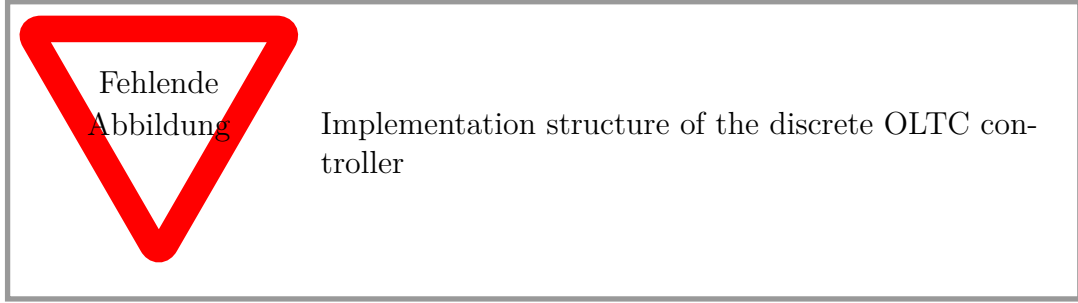 Fehlende
Abbildung
Implementation structure of the discrete OLTC con-
troller